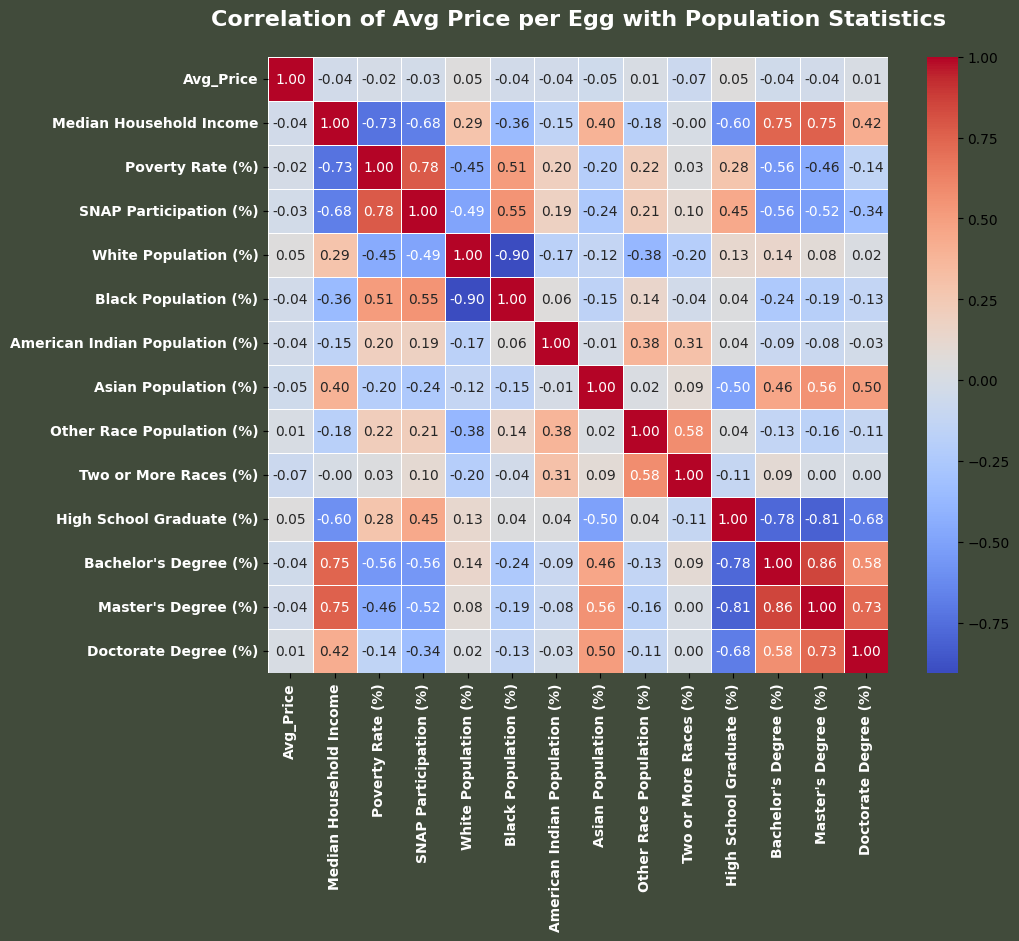 Correlation of Avg Price per Egg with Population Statistics
Avg_Price 1.00 -0.04 -0.02 -0.03 0.05 -0.04 -0.04 -0.05 0.01 -0.07 0.05 -0.04 -0.04 0.01
Median Household Income -0.04 1.00 -0.73 -0.68 0.29 -0.36 -0.15 0.40 -0.18 -0.00 -0.60 0.75 0.75 0.42
Poverty Rate (%) -0.02 -0.73 1.00 0.78 -0.45 0.51 0.20 -0.20 0.22 0.03 0.28 -0.56 -0.46 -0.14
SNAP Participation (%) -0.03 -0.68 0.78 1.00 -0.49 0.55 0.19 -0.24 0.21 0.10 0.45 -0.56 -0.52 -0.34
White Population (%) 0.05 0.29 -0.45 -0.49 1.00 -0.90 -0.17 -0.12 -0.38 -0.20 0.13 0.14 0.08 0.02
Black Population (%) -0.04 -0.36 0.51 0.55 -0.90 1.00 0.06 -0.15 0.14 -0.04 0.04 -0.24 -0.19 -0.13
American Indian Population (%) -0.04 -0.15 0.20 0.19 -0.17 0.06 1.00 -0.01 0.38 0.31 0.04 -0.09 -0.08 -0.03
Asian Population (%) -0.05 0.40 -0.20 -0.24 -0.12 -0.15 -0.01 1.00 0.02 0.09 -0.50 0.46 0.56 0.50
Other Race Population (%) 0.01 -0.18 0.22 0.21 -0.38 0.14 0.38 0.02 1.00 0.58 0.04 -0.13 -0.16 -0.11
Two or More Races (%) -0.07 -0.00 0.03 0.10 -0.20 -0.04 0.31 0.09 0.58 1.00 -0.11 0.09 0.00 0.00
High School Graduate (%) 0.05 -0.60 0.28 0.45 0.13 0.04 0.04 -0.50 0.04 -0.11 1.00 -0.78 -0.81 -0.68
Bachelor's Degree (%) -0.04 0.75 -0.56 -0.56 0.14 -0.24 -0.09 0.46 -0.13 0.09 -0.78 1.00 0.86 0.58
Master's Degree (%) -0.04 0.75 -0.46 -0.52 0.08 -0.19 -0.08 0.56 -0.16 0.00 -0.81 0.86 1.00 0.73
Doctorate Degree (%) 0.01 0.42 -0.14 -0.34 0.02 -0.13 -0.03 0.50 -0.11 0.00 -0.68 0.58 0.73 1.00
Avg_Price
Median Household Income
Poverty Rate (%)
SNAP Participation (%)
White Population (%)
Black Population (%)
American Indian Population (%)
Asian Population (%)
Other Race Population (%)
Two or More Races (%)
High School Graduate (%)
Bachelor's Degree (%)
Master's Degree (%)
Doctorate Degree (%)
1.00
0.75
0.50
0.25
0.00
−0.25
−0.50
−0.75